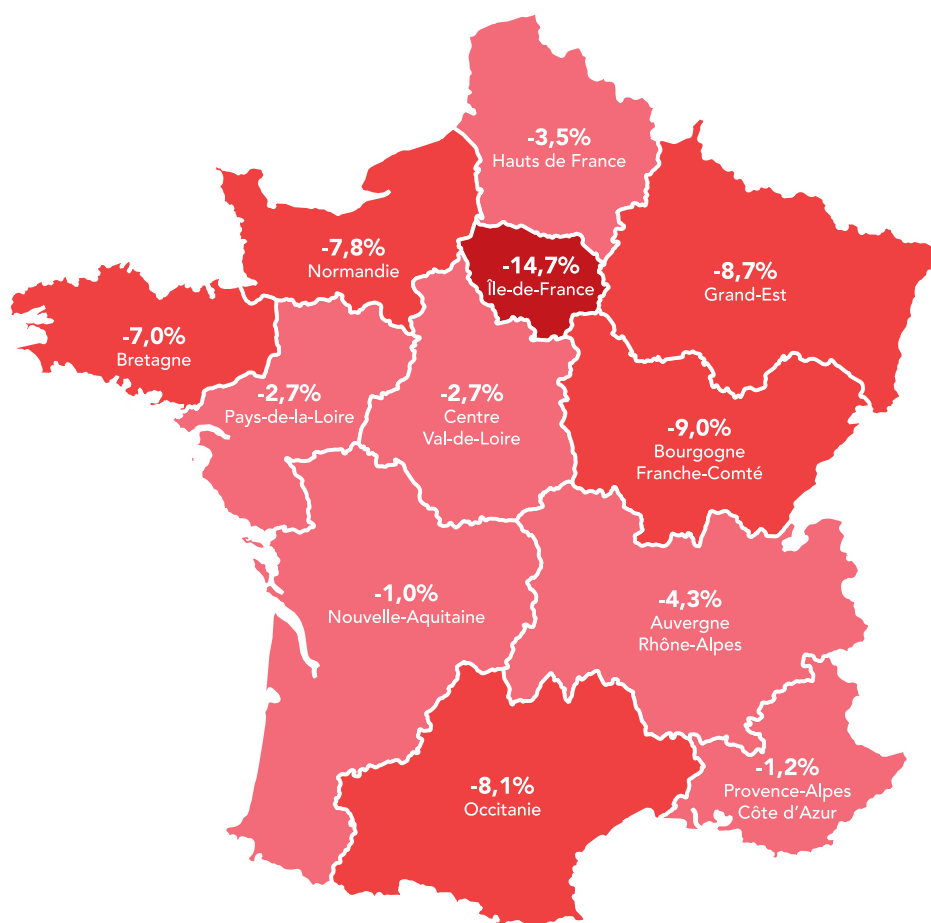 -3,5%
Hauts de France
-7,8%
Normandie
-14,7%
Île-de-France
-8,7%
Grand-Est
-7,0%
Bretagne
-2,7%
Pays-de-la-Loire
-2,7%
Centre
Val-de-Loire
-9,0%
Bourgogne
Franche-Comté
-1,0%
Nouvelle-Aquitaine
-4,3%
Auvergne
Rhône-Alpes
-8,1%
Occitanie
-1,2%
Provence-Alpes
Côte d'Azur